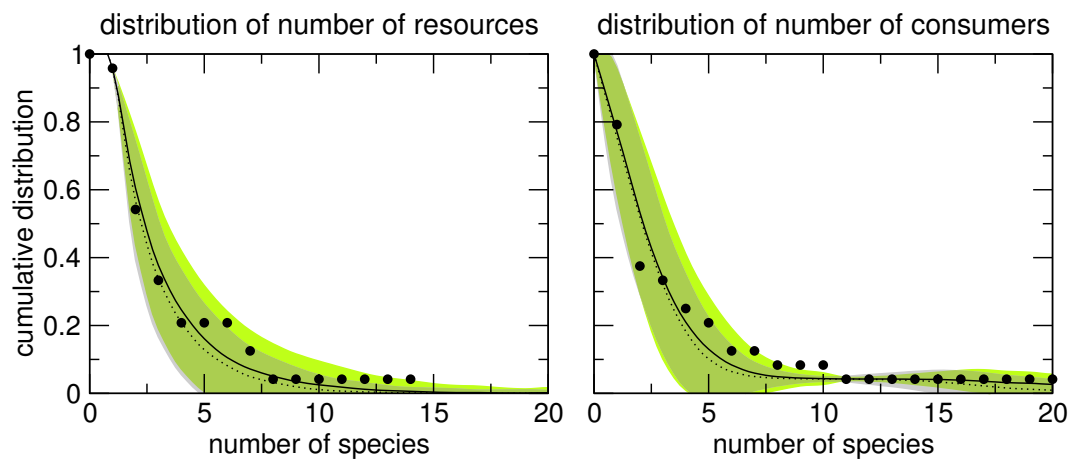 distribution of number of resources
distribution of number of consumers
cumulative distribution
1
0.8
0.6
0.4
0.2
0
0 5 10 15 20
0 5 10 15 20
number of species
number of species